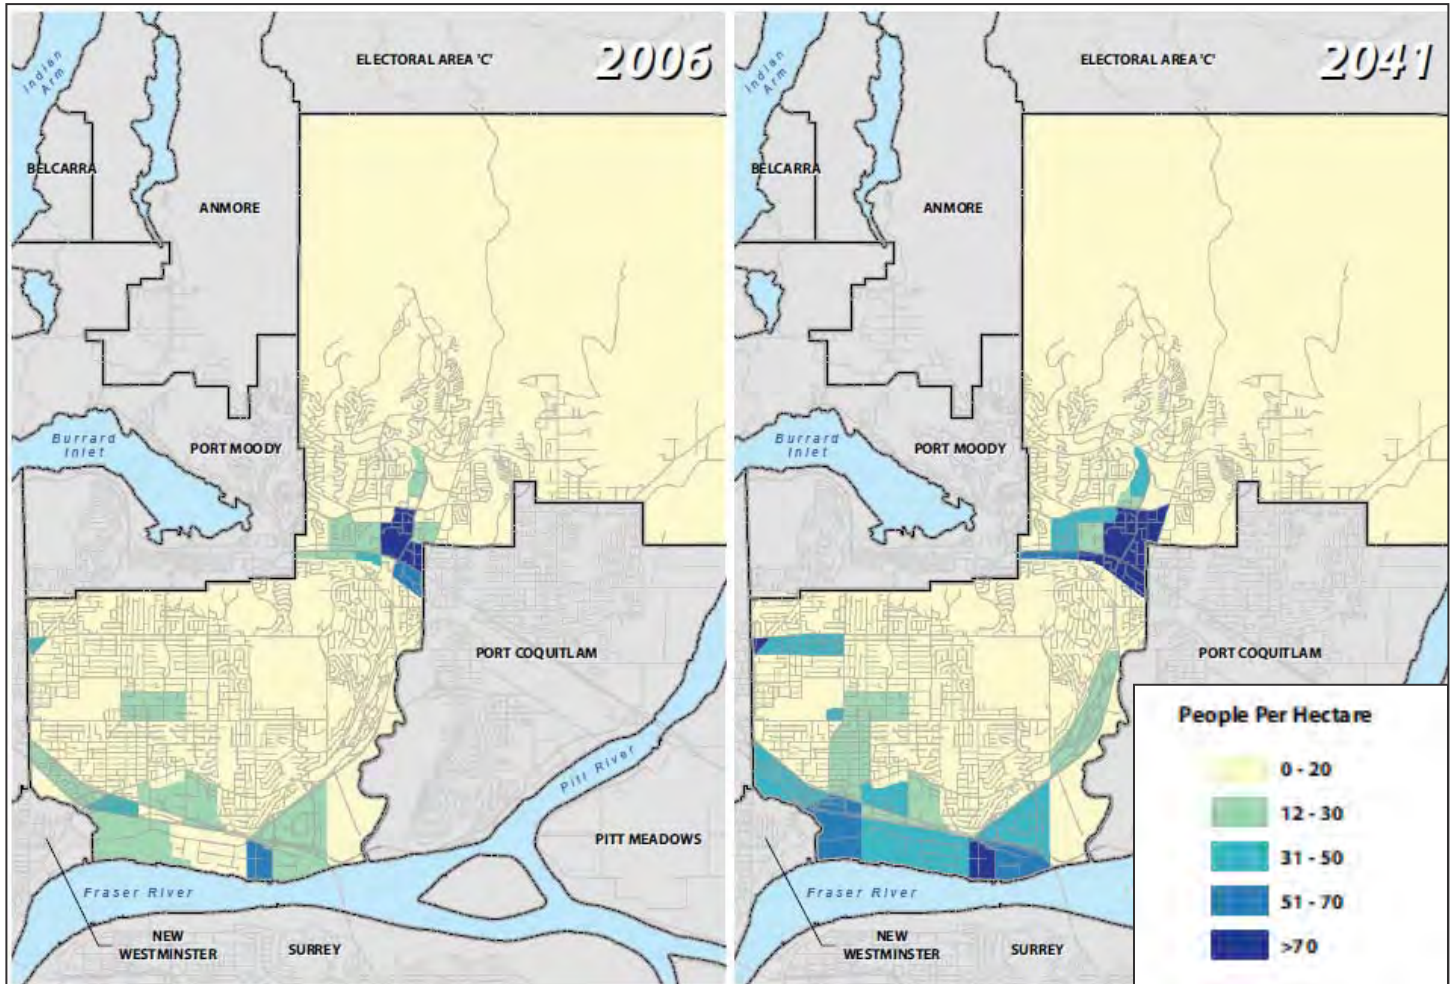 2006
ELECTORAL AREA 'C'
Indian
Arm
BELCARRA
ANMORE
Burrard
Inlet
PORT MOODY
PORT COQUITLAM
Pitt River
PITT MEADOWS
Fraser River
NEW
WESTMINSTER
SURREY
2041
ELECTORAL AREA 'C'
Indian
Arm
BELCARRA
ANMORE
Burrard
Inlet
PORT MOODY
PORT COQUITLAM
Fraser River
NEW
WESTMINSTER
SURREY
People Per Hectare
0 - 20
12 - 30
31 - 50
51 - 70
>70